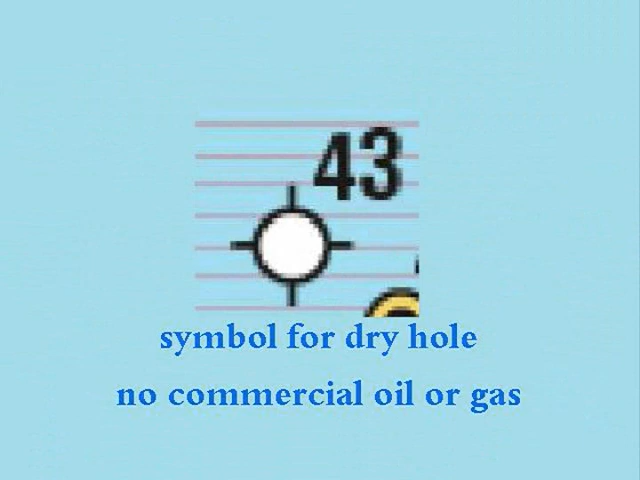 43
symbol for dry hole
no commercial oil or gas